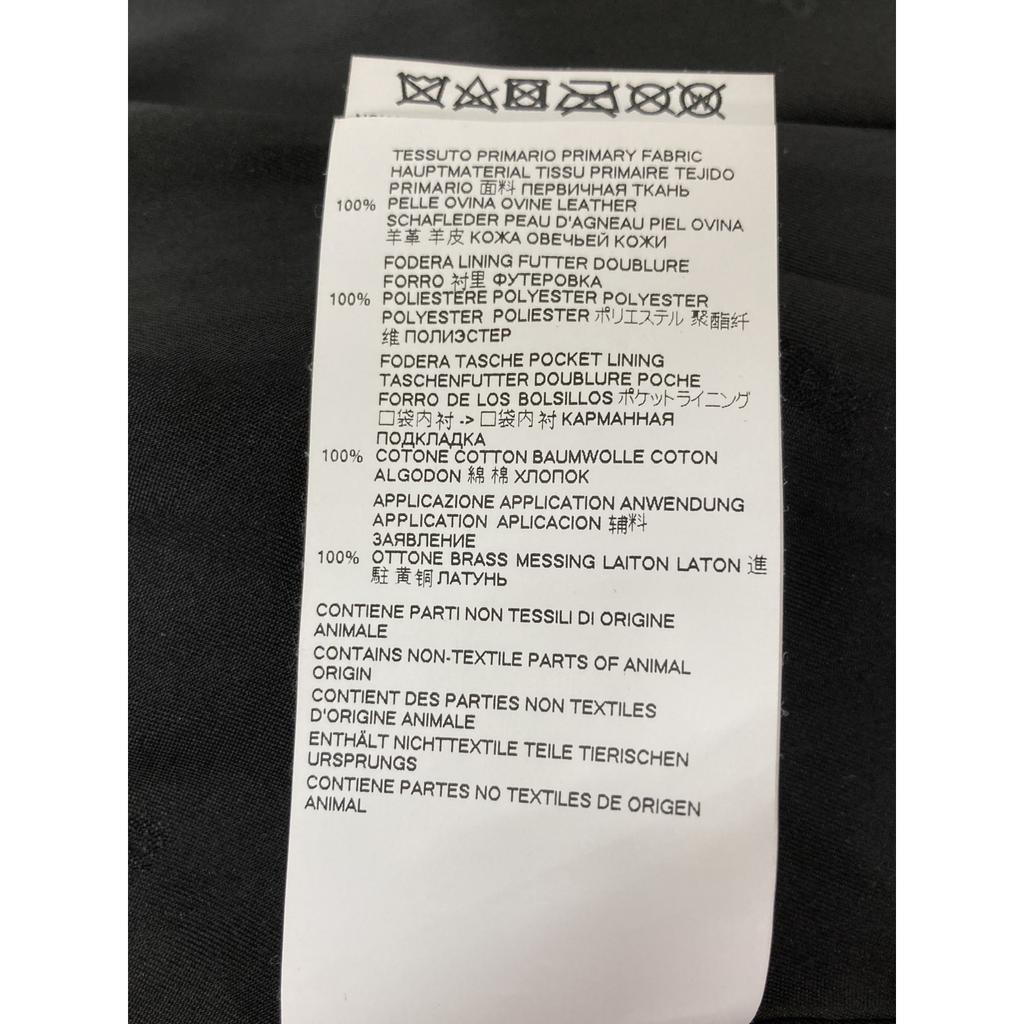 TESSUTO PRIMARIO PRIMARY FABRIC
HAUPTMATERIAL TISSU PRIMAIRE TEJIDO
PRIMARIO 面料 ПЕРВИЧНАЯ ТКАНЬ
100% PELLE OVINA OVINE LEATHER
SCHAFLEDER PEAU D'AGNEAU PIEL OVINA
羊革 羊皮 КОЖА ОВЕЧЬЕЙ КОЖИ
FODERA LINING FUTTER DOUBLURE
FORRO 衬里 ФУТЕРОВКА
100% POLIESTERE POLYESTER POLYESTER
POLYESTER POLIESTER ポリエステル 聚酯纤
维 ПОЛИЭСТЕР
FODERA TASCHE POCKET LINING
TASCHENFUTTER DOUBLURE POCHE
FORRO DE LOS BOLSILLOS ポケットライニング
口袋内衬 -> 口袋内衬 КАРМАННАЯ
ПОДКЛАДКА
100% COTONE COTTON BAUMWOLLE COTON
ALGODON 綿 棉 ХЛОПОК
APPLICAZIONE APPLICATION ANWENDUNG
APPLICATION APLICACION 辅料
ЗАЯВЛЕНИЕ
100% OTTONE BRASS MESSING LAITON LATON 進
駐 黄铜 ЛАТУНЬ
CONTIENE PARTI NON TESSILI DI ORIGINE
ANIMALE
CONTAINS NON-TEXTILE PARTS OF ANIMAL
ORIGIN
CONTIENT DES PARTIES NON TEXTILES
D'ORIGINE ANIMALE
ENTHÄLT NICHTTEXTILE TEILE TIERISCHEN
URSPRUNGS
CONTIENE PARTES NO TEXTILES DE ORIGEN
ANIMAL